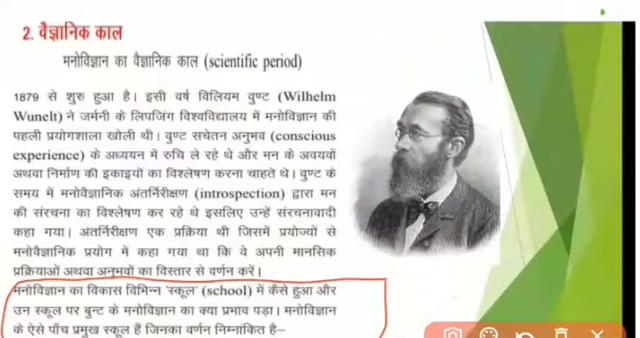 2. वैज्ञानिक काल
मनोविज्ञान का वैज्ञानिक काल (scientific period)
1879 से शुरु हुआ है। इसी वर्ष विलियम वुण्ट (Wilhelm
Wunelt) ने जर्मनी के लिपजिंग विश्वविद्यालय में मनोविज्ञान की
पहली प्रयोगशाला खोली थी। वुण्ट सचेतन अनुभव (conscious
experience) के अध्ययन में रुचि ले रहे थे और मन के अवयवों
अथवा निर्माण की इकाइयों का विश्लेषण करना चाहते थे। वुण्ट के
समय में मनोवैज्ञानिक अंतर्निरीक्षण (introspection) द्वारा मन
की संरचना का विश्लेषण कर रहे थे इसलिए उन्हें संरचनावादी
कहा गया। अंतर्निरीक्षण एक प्रक्रिया थी जिसमें प्रयोज्यों से
मनोवैज्ञानिक प्रयोग में कहा गया था कि वे अपनी मानसिक
प्रक्रियाओं अथवा अनुभवों का विस्तार से वर्णन करें।
मनोविज्ञान का विकास विभिन्न 'स्कूल' (school) में कैसे हुआ और
उन स्कूल पर बुन्ट के मनोविज्ञान का क्या प्रभाव पड़ा। मनोविज्ञान
के ऐसे पाँच प्रमुख स्कूल हैं जिनका वर्णन निम्नांकित है–